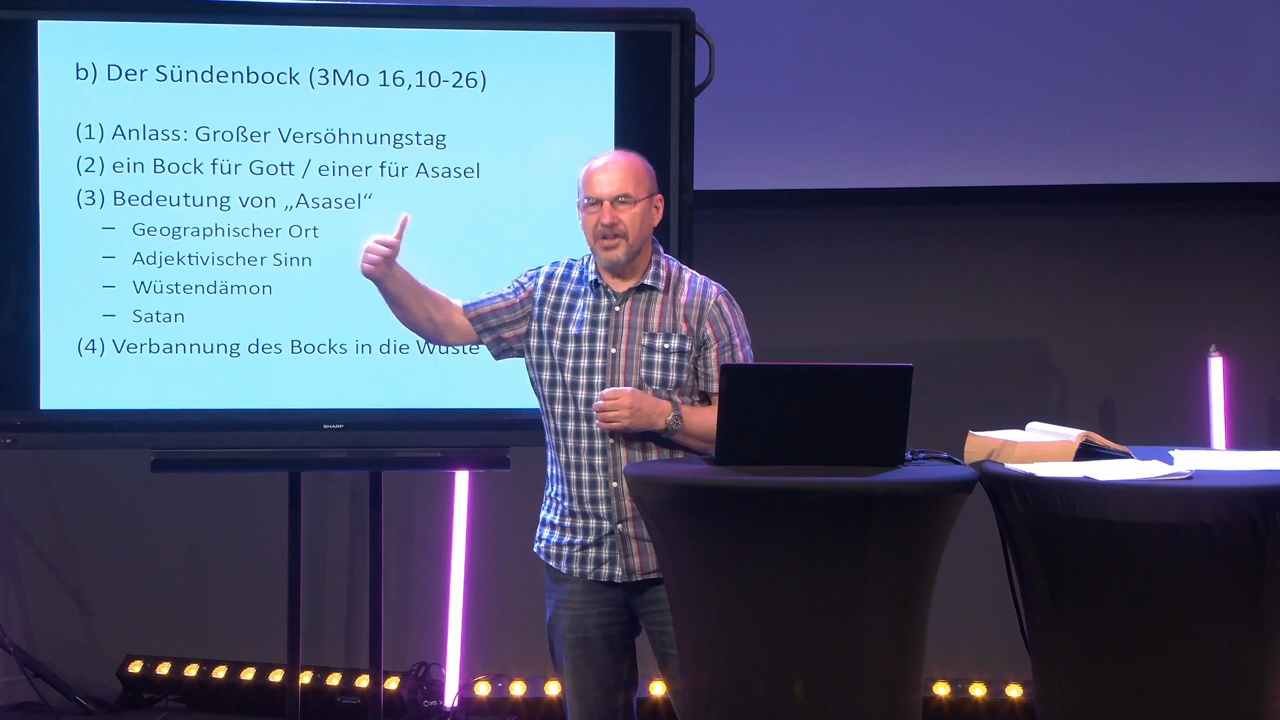 b) Der Sündenbock (3Mo 16,10-26)
(1) Anlass: Großer Versöhnungstag
(2) ein Bock für Gott / einer für Asasel
(3) Bedeutung von „Asasel“
– Geographischer Ort
– Adjektivischer Sinn
– Wüstendämon
– Satan
(4) Verbannung des Bocks in die Wüste
SHARP